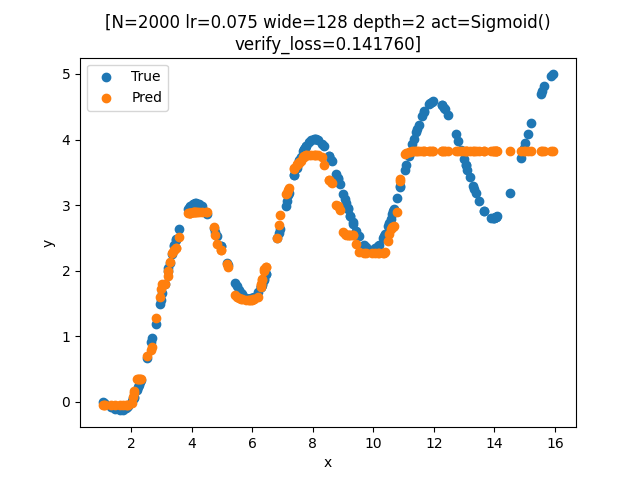 [N=2000 lr=0.075 wide=128 depth=2 act=Sigmoid()
verify_loss=0.141760]
True
Pred
5
4
3
2
1
0
y
2 4 6 8 10 12 14 16
x